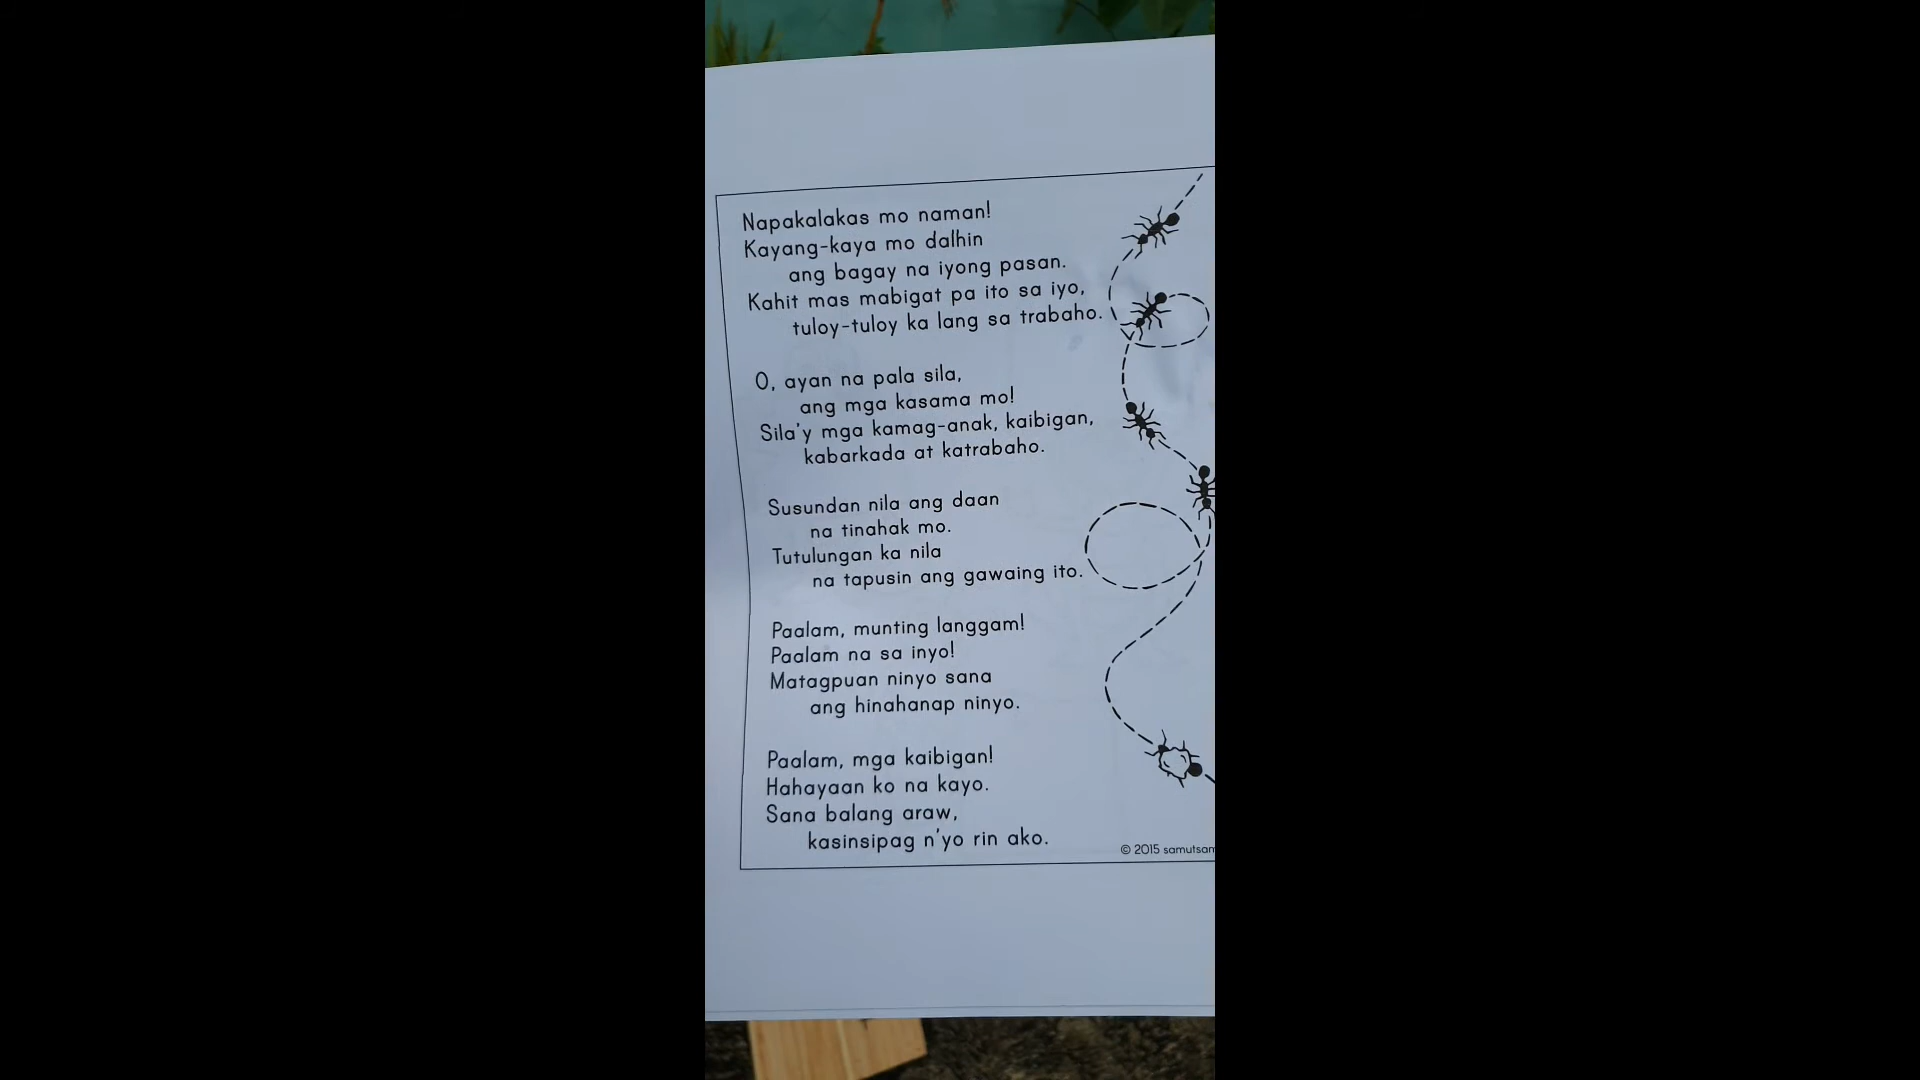 Napakalakas mo naman!
Kayang-kaya mo dalhin
ang bagay na iyong pasan.
Kahit mas mabigat pa ito sa iyo,
tuloy-tuloy ka lang sa trabaho.
O, ayan na pala sila,
ang mga kasama mo!
Sila'y mga kamag-anak, kaibigan,
kabarkada at katrabaho.
Susundan nila ang daan
na tinahak mo.
Tutulungan ka nila
na tapusin ang gawaing ito.
Paalam, munting langgam!
Paalam na sa inyo!
Matagpuan ninyo sana
ang hinahanap ninyo.
Paalam, mga kaibigan!
Hahayaan ko na kayo.
Sana balang araw,
kasinsipag n'yo rin ako.
© 2015 samutsam